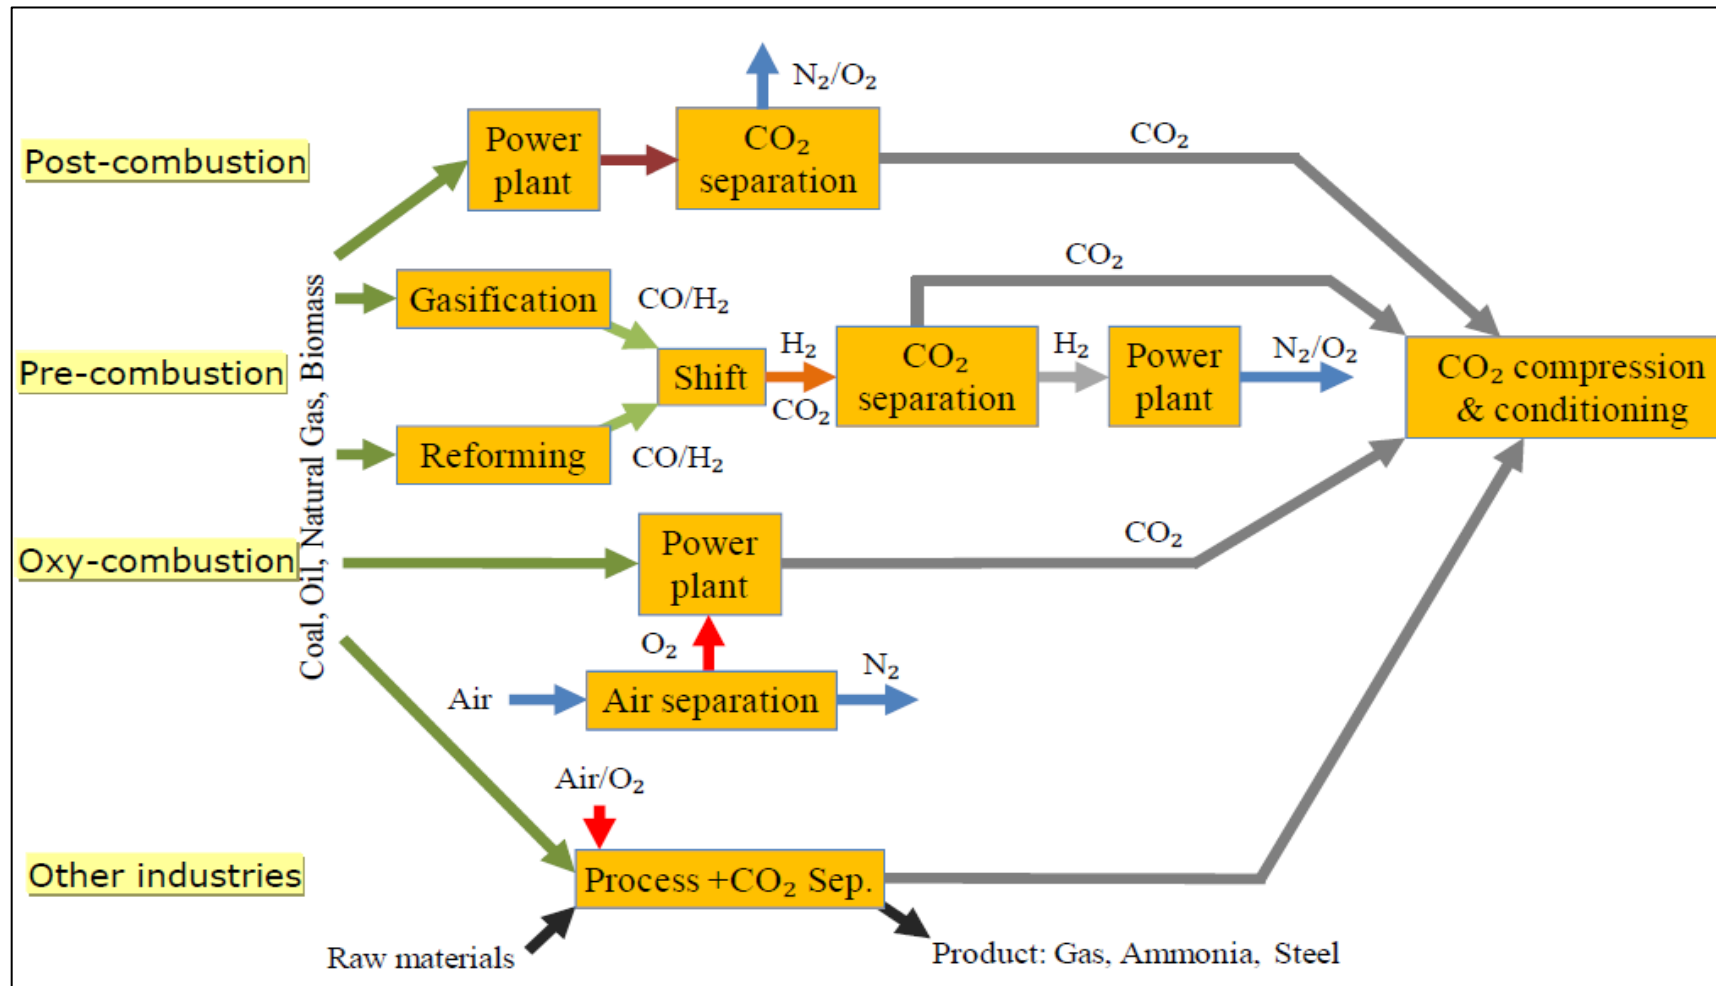 N₂/O₂
Post-combustion
Power
plant
CO₂
separation
CO₂
Coal, Oil, Natural Gas, Biomass
Pre-combustion
Gasification
CO/H₂
Reforming
CO/H₂
Shift
H₂
CO₂
CO₂
separation
CO₂
H₂
Power
plant
N₂/O₂
CO₂ compression
& conditioning
Oxy-combustion
Power
plant
CO₂
O₂
Air
Air separation
N₂
Other industries
Air/O₂
Process +CO₂ Sep.
Raw materials
Product: Gas, Ammonia, Steel